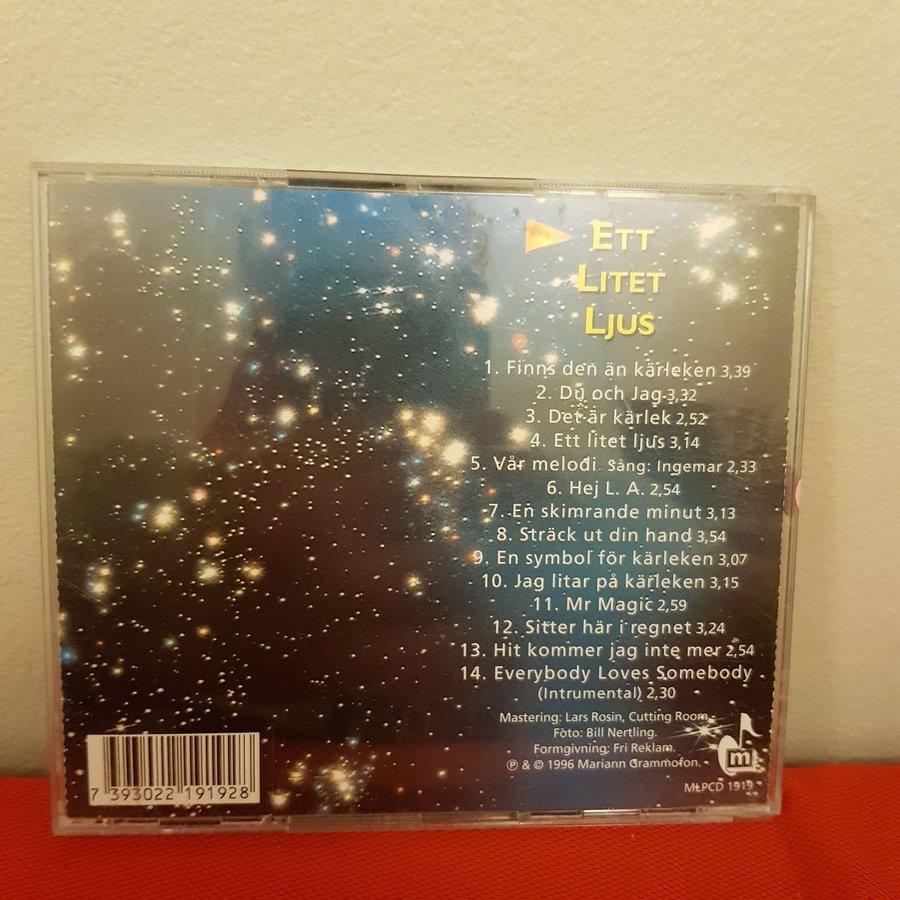 ETT
LITET
LJUS
1. Finns den än kärleken 3,39
2. Du och Jag 3,32
3. Det är kärlek 2,52
4. Ett litet ljus 3,14
5. Vår melodi Sång: Ingemar 2,33
6. Hej L. A. 2,54
7. En skimrande minut 3,13
8. Sträck ut din hand 3,54
9. En symbol för kärleken 3,07
10. Jag litar på kärleken 3,15
11. Mr Magic 2,59
12. Sitter här i regnet 3,24
13. Hit kommer jag inte mer 2,54
14. Everybody Loves Somebody
(Intrumental) 2,30
Mastering: Lars Rosin, Cutting Room.
Foto: Bill Nertling.
Formgivning: Fri Reklam.
℗ & © 1996 Mariann Grammofon.
m
MLPCD 1919
7 393022 191928